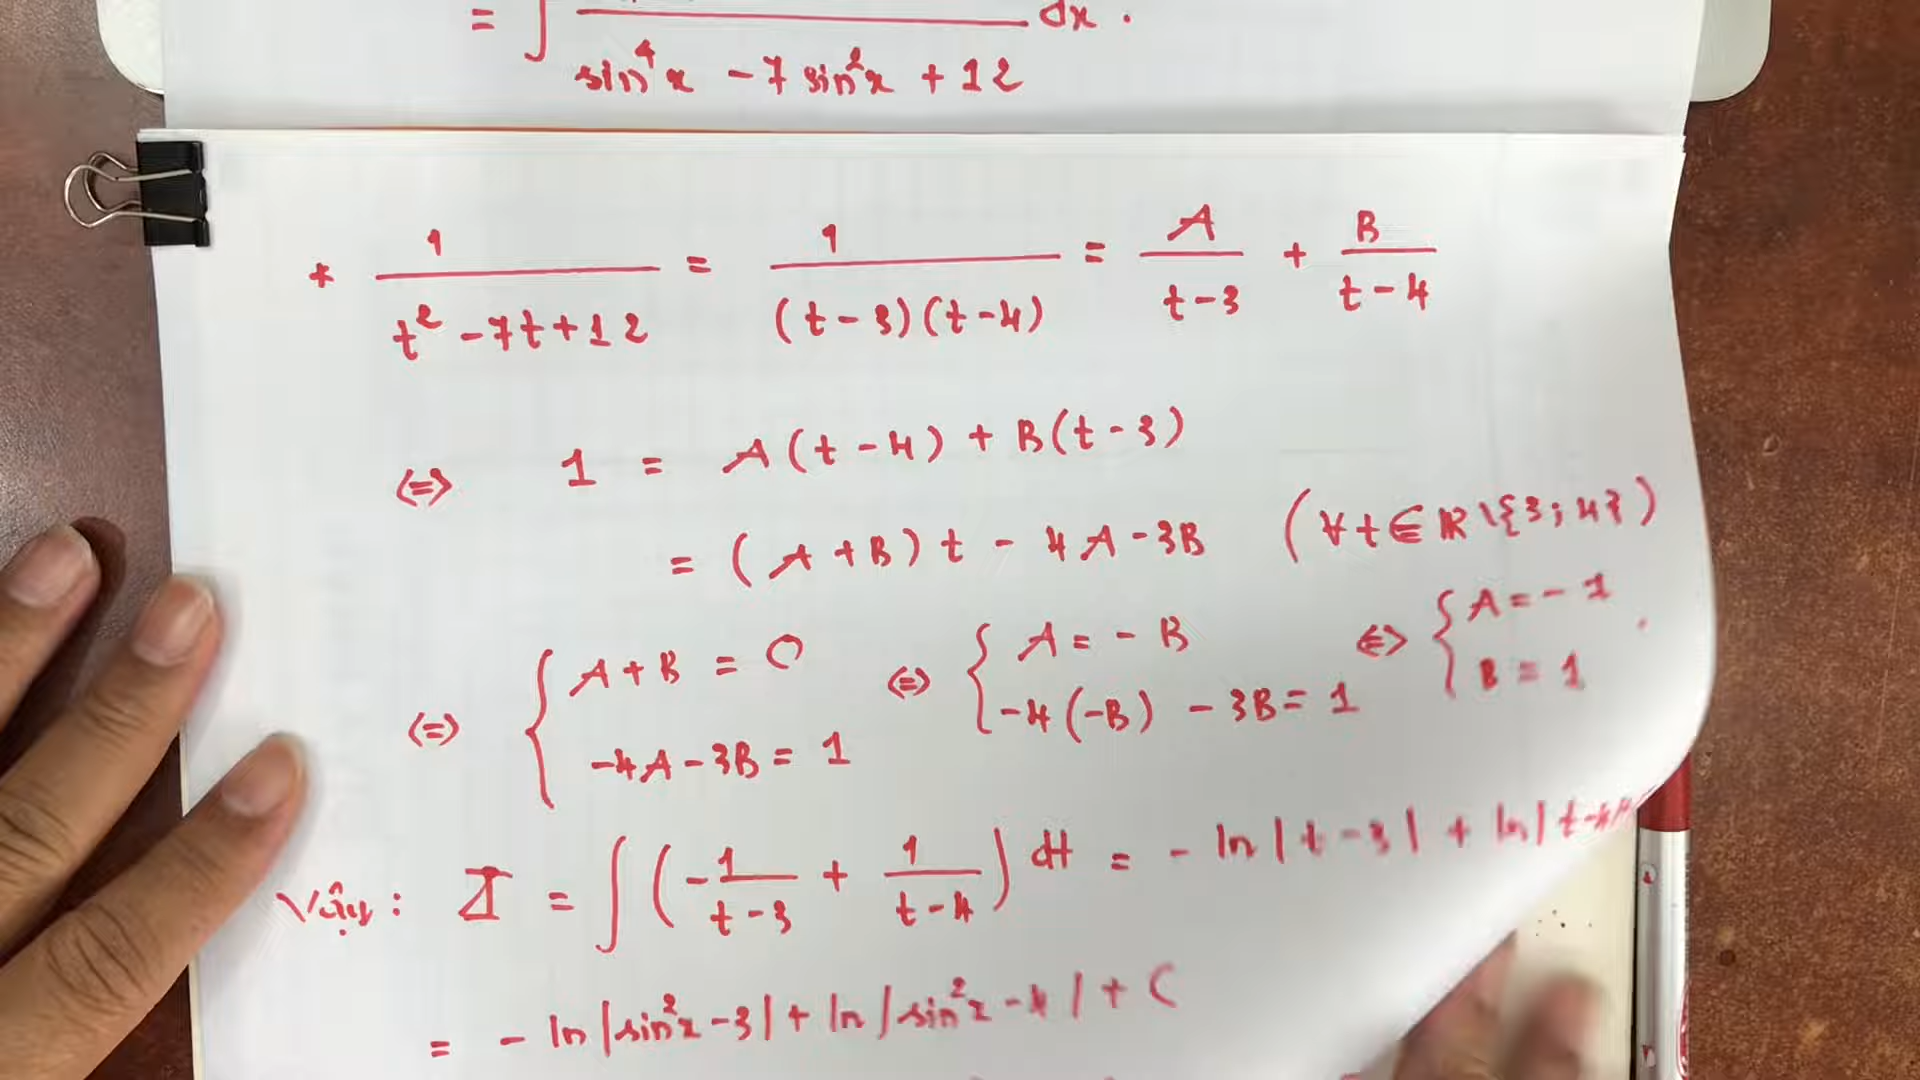 = ∫ ――― dx .
sin⁴x - 7 sin²x + 12
* 1/(t² - 7t + 12) = 1/((t - 3)(t - 4)) = A/(t - 3) + B/(t - 4)
<=> 1 = A(t - 4) + B(t - 3)
= (A + B)t - 4A - 3B (∀t ∈ ℝ \ {3; 4})
<=> { A + B = 0 ; -4A - 3B = 1 <=> { A = - B ; -4(-B) - 3B = 1 <=> { A = - 1 ; B = 1 .
Vậy : I = ∫ (- 1/(t - 3) + 1/(t - 4)) dt = - ln|t - 3| + ln|t - 4|
= - ln|sin²x - 3| + ln|sin²x - 4| + C